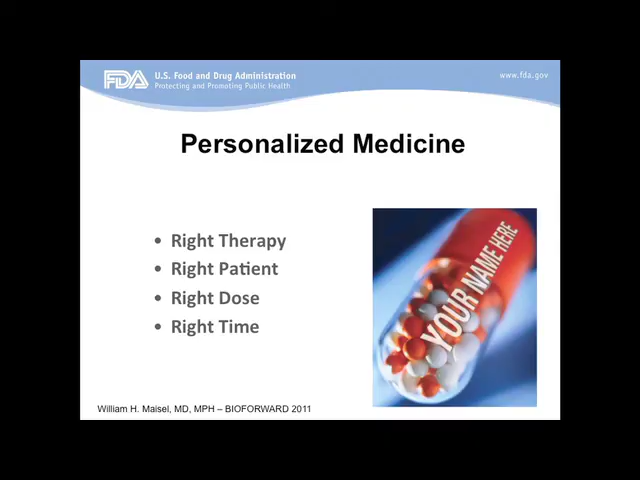 FDA U.S. Food and Drug Administration
Protecting and Promoting Public Health
www.fda.gov
Personalized Medicine
• Right Therapy
• Right Patient
• Right Dose
• Right Time
YOUR NAME HERE
William H. Maisel, MD, MPH – BIOFORWARD 2011